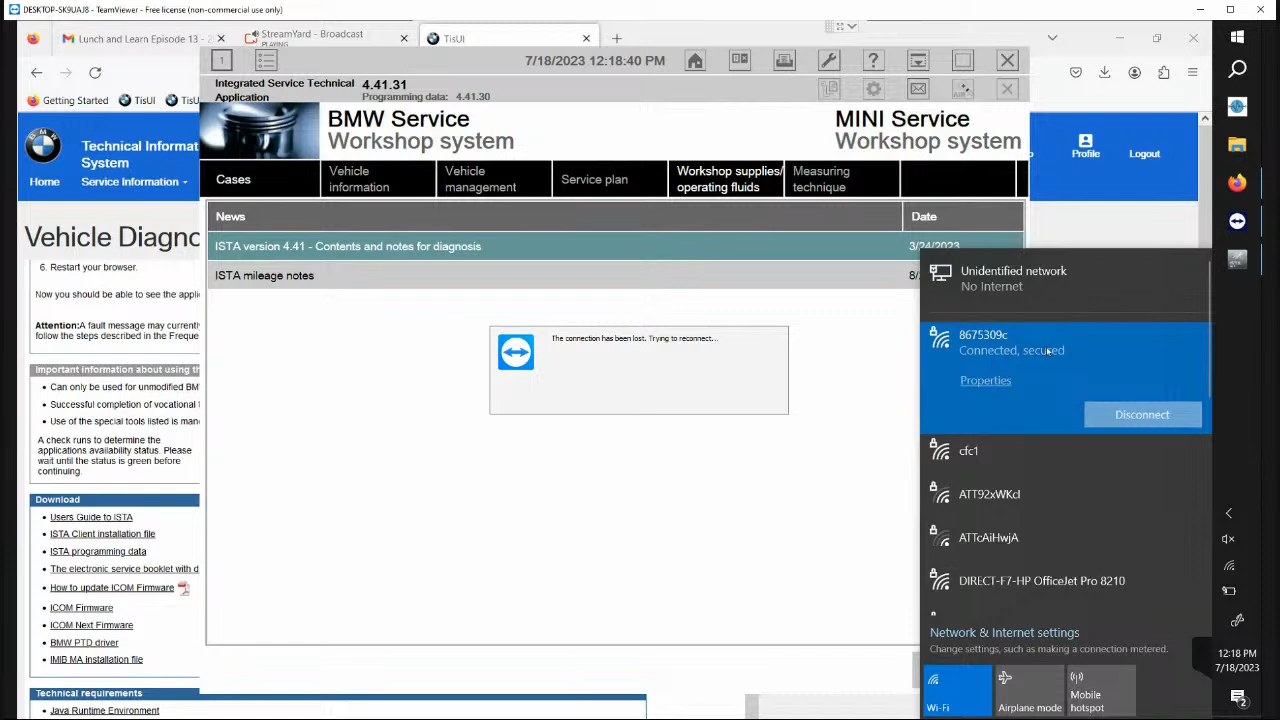 DESKTOP-SK9UAJ8 - TeamViewer - Free license (non-commercial use only)
Lunch and Learn Episode 13 - 2
StreamYard - Broadcast
PLAYING
TisUI
1
7/18/2023 12:18:40 PM
Getting Started
TisUI
TisU
Integrated Service Technical
Application
4.41.31
Programming data: 4.41.30
BMW Service
Workshop system
MINI Service
Workshop system
Technical Informat
System
Home
Service Information
Profile
Logout
Cases
Vehicle
information
Vehicle
management
Service plan
Workshop supplies/
operating fluids
Measuring
technique
News
Date
ISTA version 4.41 - Contents and notes for diagnosis
3/24/2023
ISTA mileage notes
8/
Vehicle Diagno
6. Restart your browser.
Now you should be able to see the appli
Attention:A fault message may currently
follow the steps described in the Freque
Important information about using th
Can only be used for unmodified BM
Successful completion of vocational
Use of the special tools listed is man
A check runs to determine the
applications availability status. Please
wait until the status is green before
continuing.
Download
Users Guide to ISTA
ISTA Client installation file
ISTA programming data
The electronic service booklet with d
How to update ICOM Firmware
ICOM Firmware
ICOM Next Firmware
BMW PTD driver
IMIB MA installation file
Technical requirements
Java Runtime Environment
The connection has been lost. Trying to reconnect...
Unidentified network
No Internet
8675309c
Connected, secured
Properties
Disconnect
cfc1
ATT92xWKcl
ATTcAiHwjA
DIRECT-F7-HP OfficeJet Pro 8210
Network & Internet settings
Change settings, such as making a connection metered.
Wi-Fi
Airplane mode
Mobile
hotspot
12:18 PM
7/18/2023
2